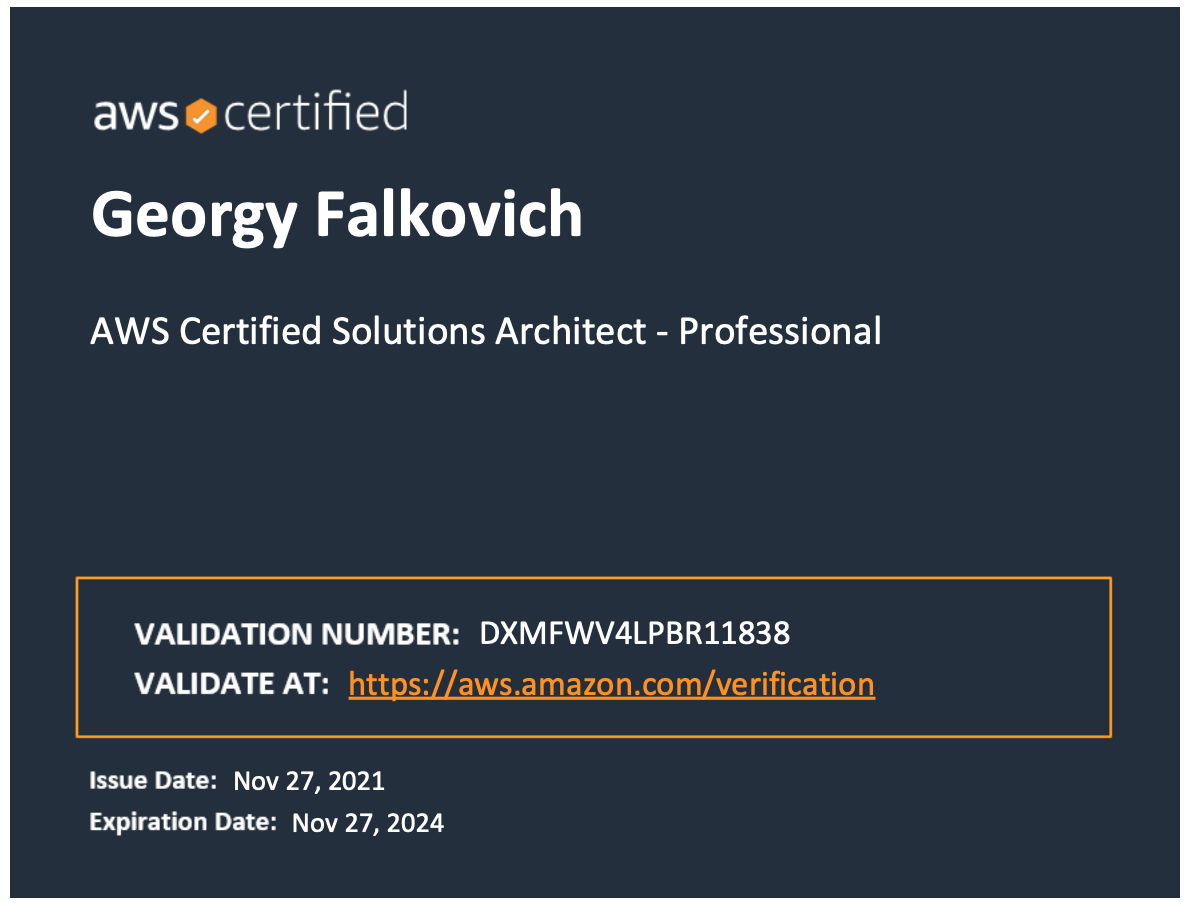 aws certified
Georgy Falkovich
AWS Certified Solutions Architect - Professional
VALIDATION NUMBER: DXMFWV4LPBR11838
VALIDATE AT: https://aws.amazon.com/verification
Issue Date: Nov 27, 2021
Expiration Date: Nov 27, 2024